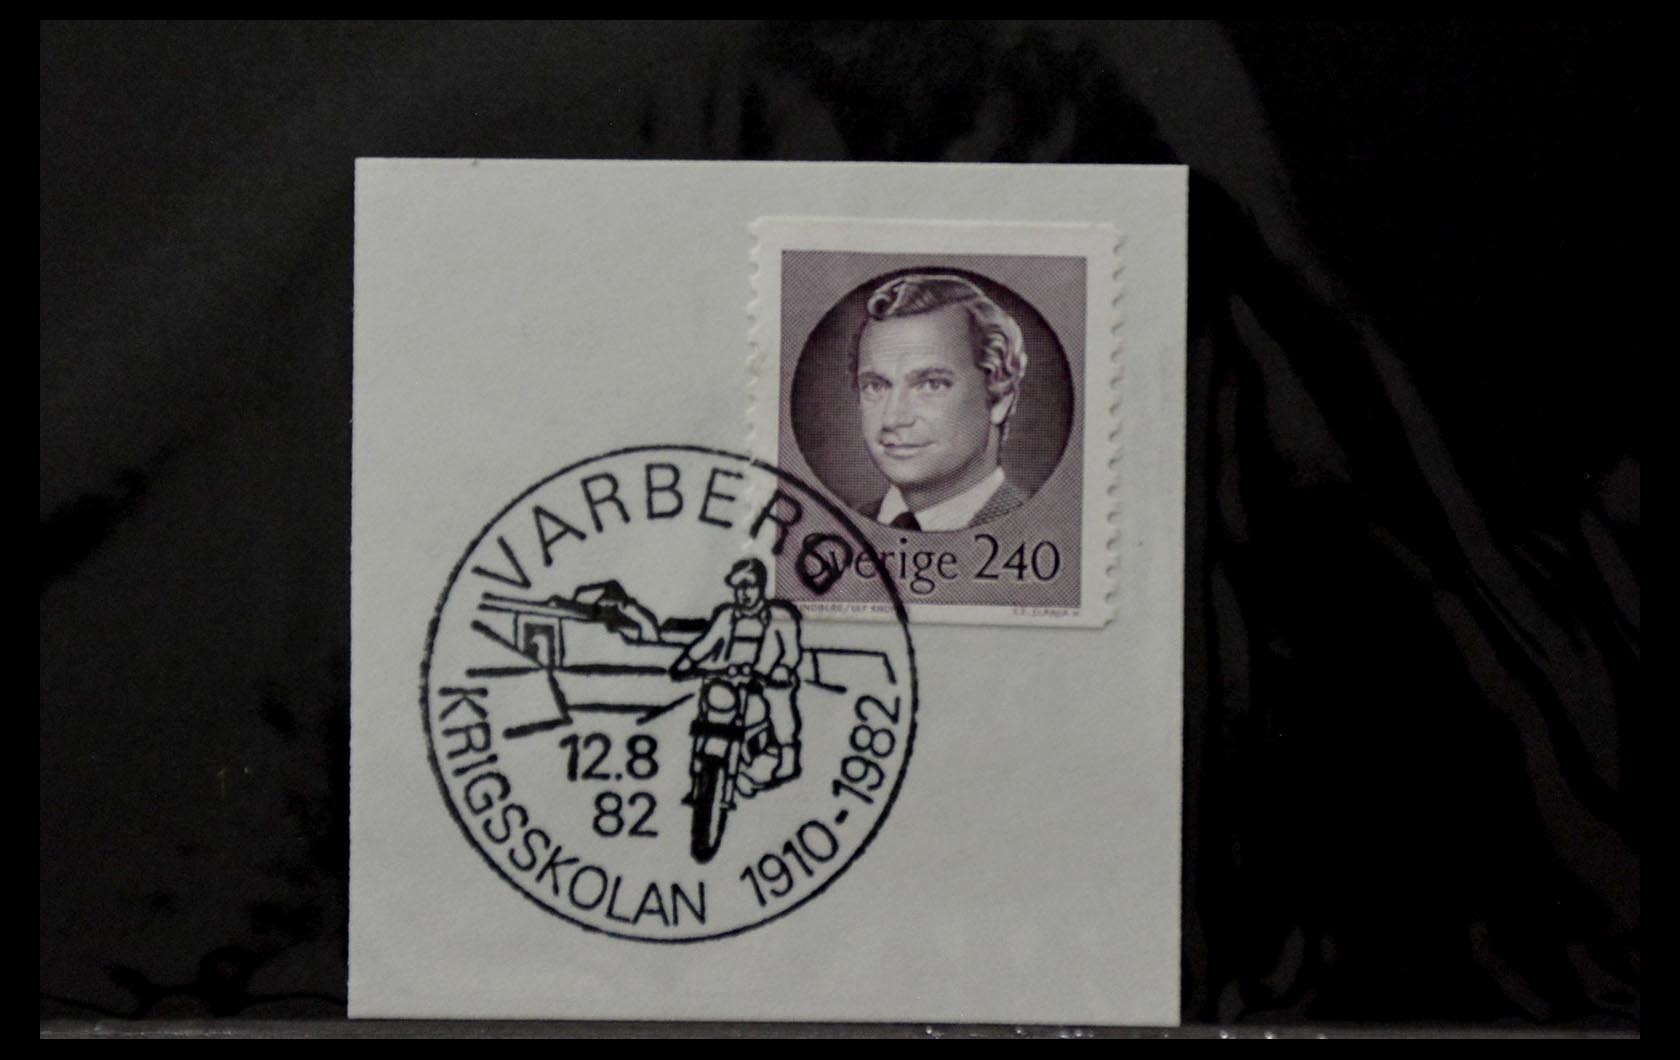 Sverige 240
VARBERG
12.8
82
KRIGSSKOLAN 1910-1982